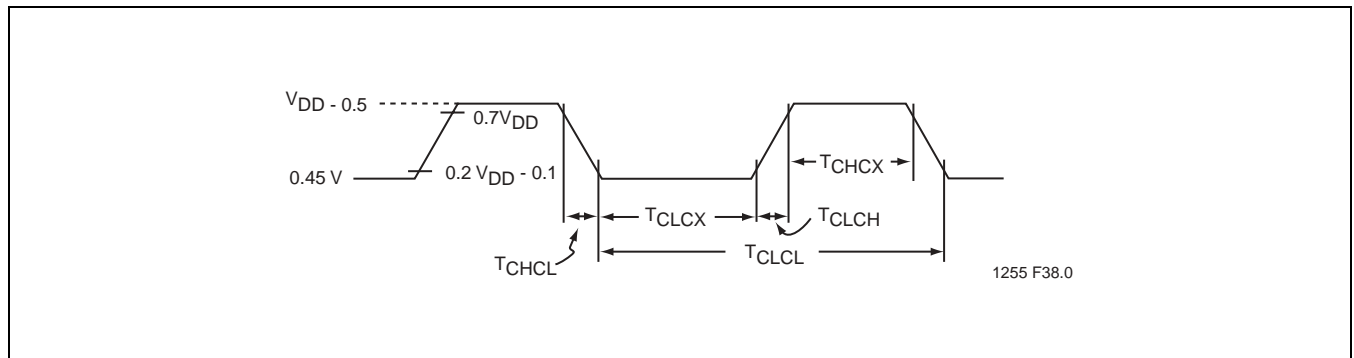 VDD - 0.5
0.7VDD
0.45 V
0.2 VDD - 0.1
TCHCX
TCLCX
TCLCH
TCHCL
TCLCL
1255 F38.0